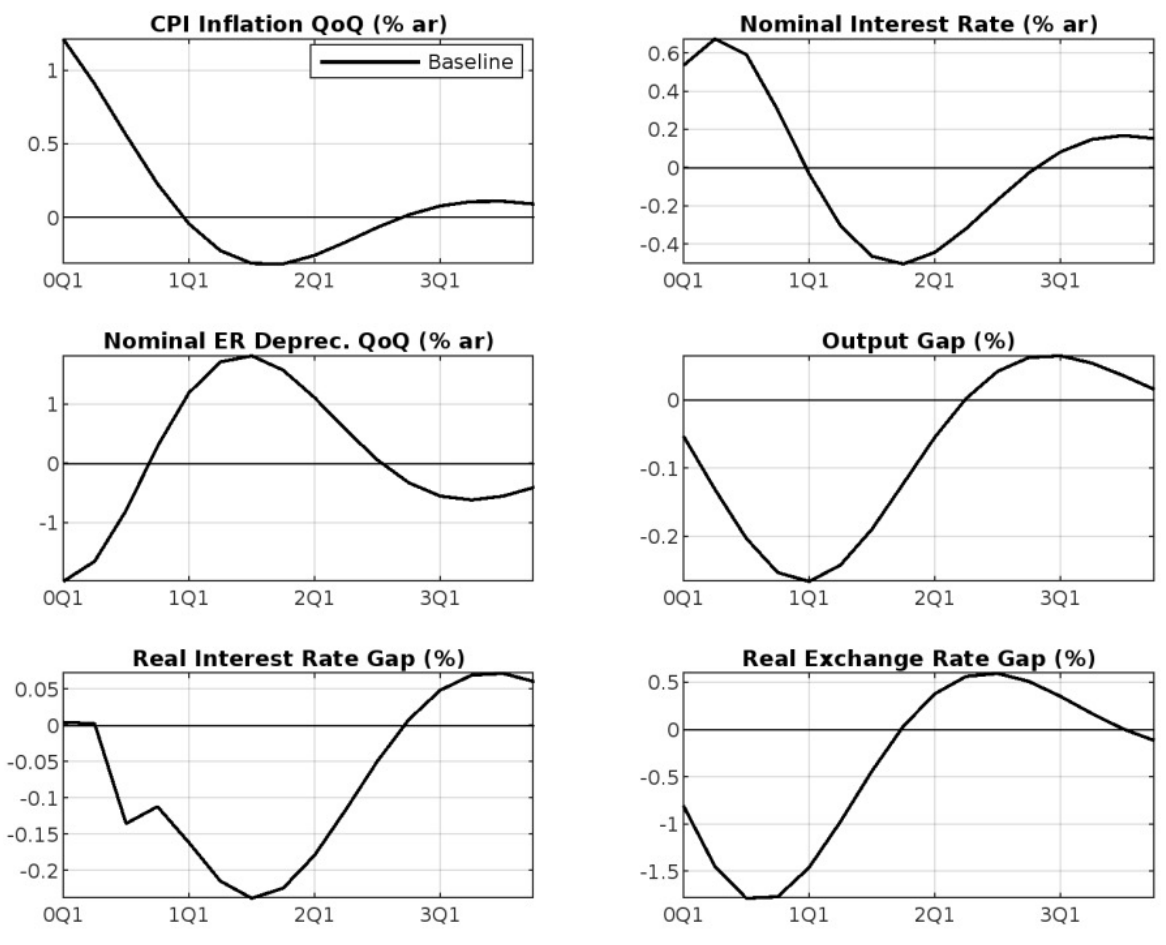 CPI Inflation QoQ (% ar)
Baseline
1
0.5
0
0Q1 1Q1 2Q1 3Q1
Nominal Interest Rate (% ar)
0.6
0.4
0.2
0
-0.2
-0.4
0Q1 1Q1 2Q1 3Q1
Nominal ER Deprec. QoQ (% ar)
1
0
-1
0Q1 1Q1 2Q1 3Q1
Output Gap (%)
0
-0.1
-0.2
0Q1 1Q1 2Q1 3Q1
Real Interest Rate Gap (%)
0.05
0
-0.05
-0.1
-0.15
-0.2
0Q1 1Q1 2Q1 3Q1
Real Exchange Rate Gap (%)
0.5
0
-0.5
-1
-1.5
0Q1 1Q1 2Q1 3Q1